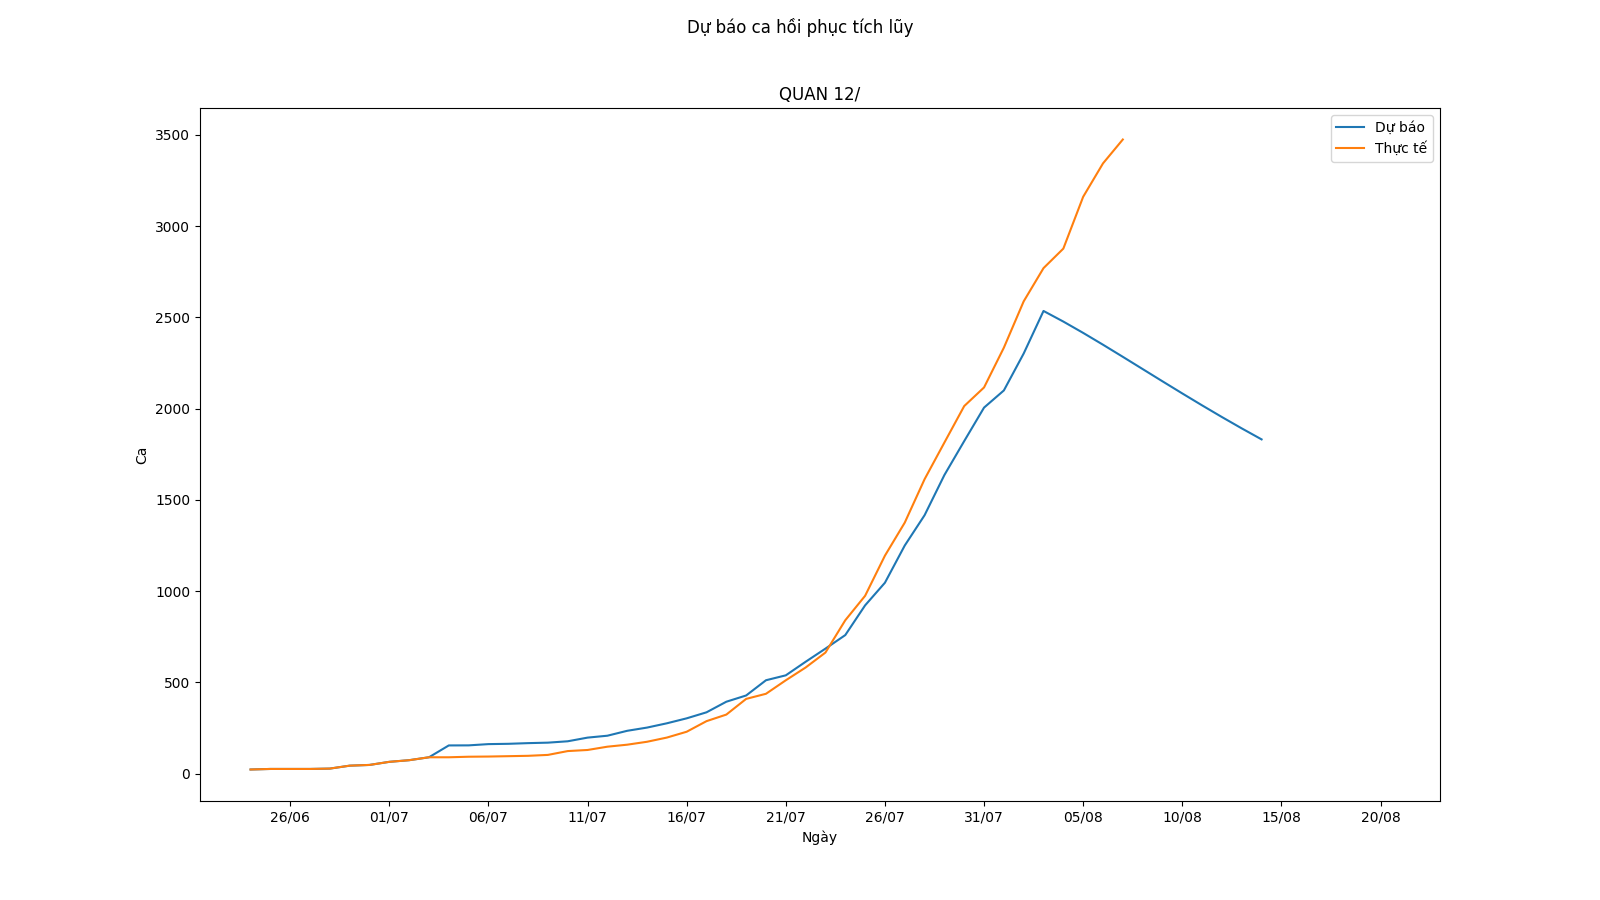 Dự báo ca hồi phục tích lũy
QUAN 12/
Dự báo
Thực tế
3500
3000
2500
2000
1500
1000
500
0
Ca
26/06 01/07 06/07 11/07 16/07 21/07 26/07 31/07 05/08 10/08 15/08 20/08
Ngày